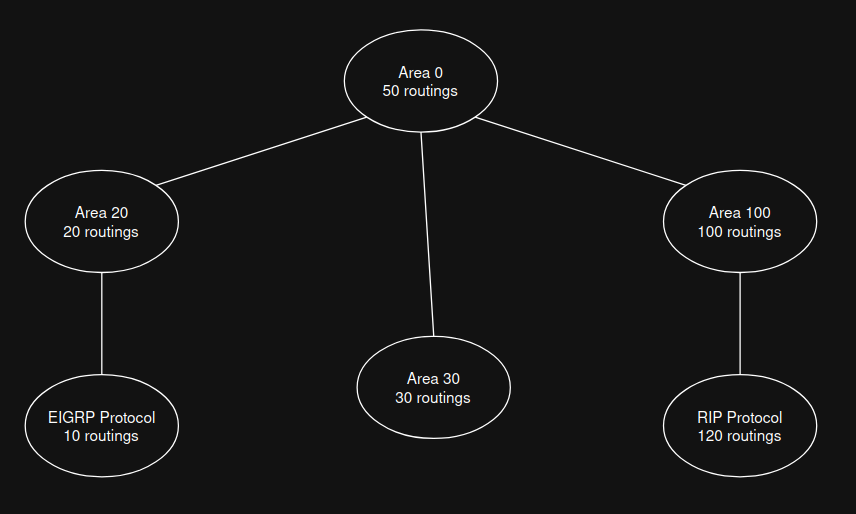 Area 0
50 routings
Area 20
20 routings
Area 100
100 routings
Area 30
30 routings
EIGRP Protocol
10 routings
RIP Protocol
120 routings